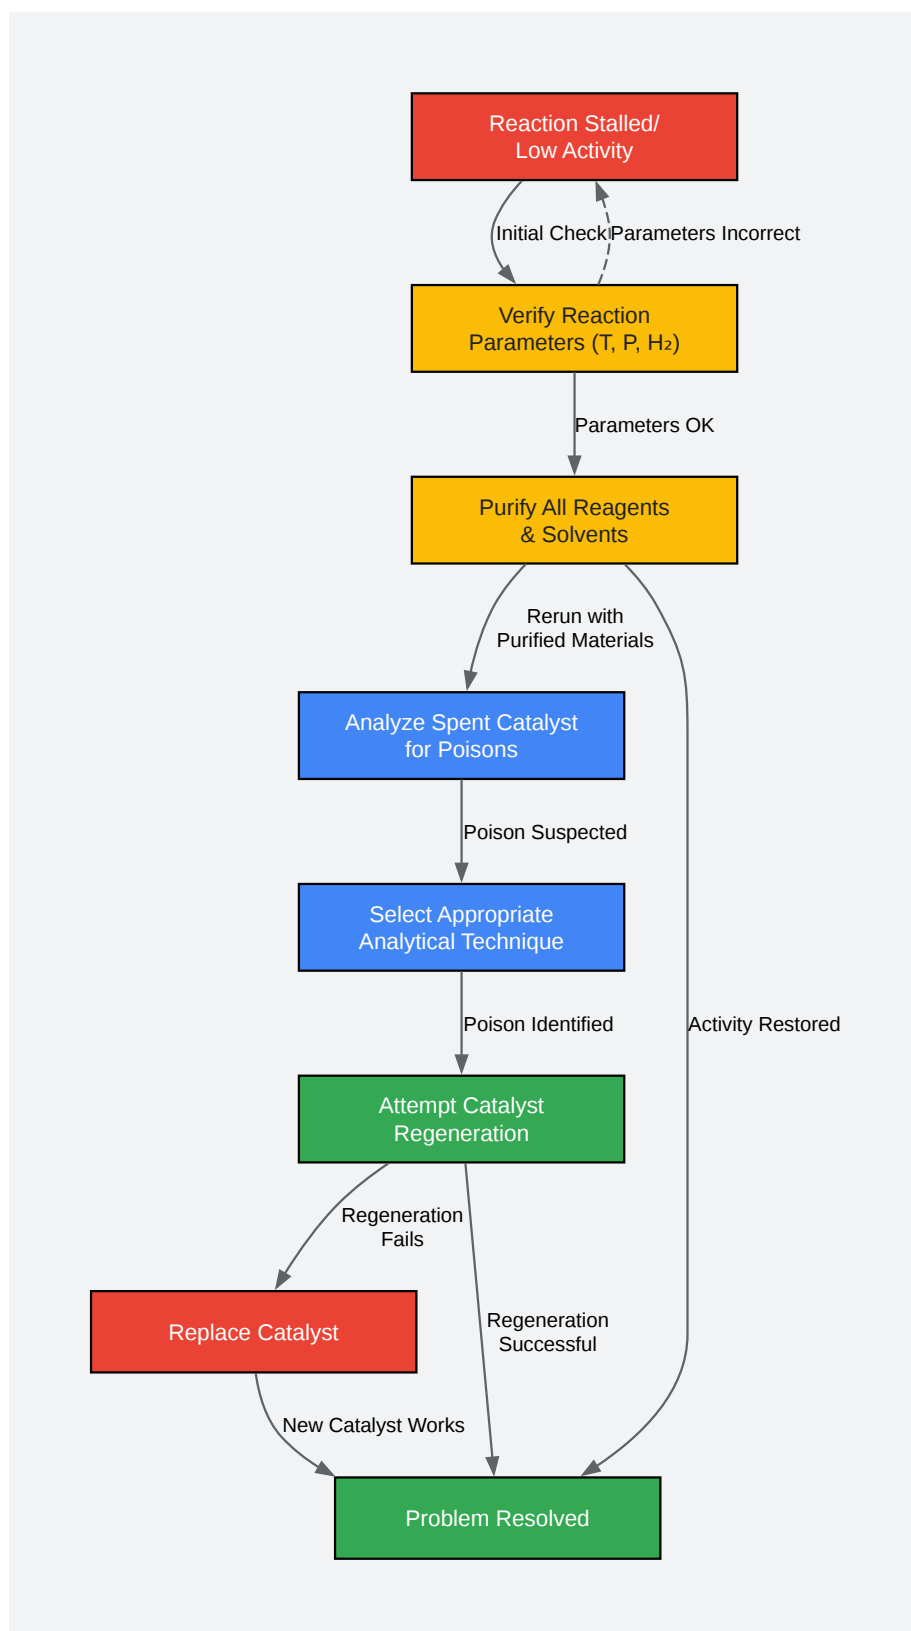 Reaction Stalled/
Low Activity
Initial Check
Parameters Incorrect
Verify Reaction
Parameters (T, P, H₂)
Parameters OK
Purify All Reagents
& Solvents
Rerun with
Purified Materials
Analyze Spent Catalyst
for Poisons
Poison Suspected
Select Appropriate
Analytical Technique
Poison Identified
Activity Restored
Attempt Catalyst
Regeneration
Regeneration
Fails
Regeneration
Successful
Replace Catalyst
New Catalyst Works
Problem Resolved